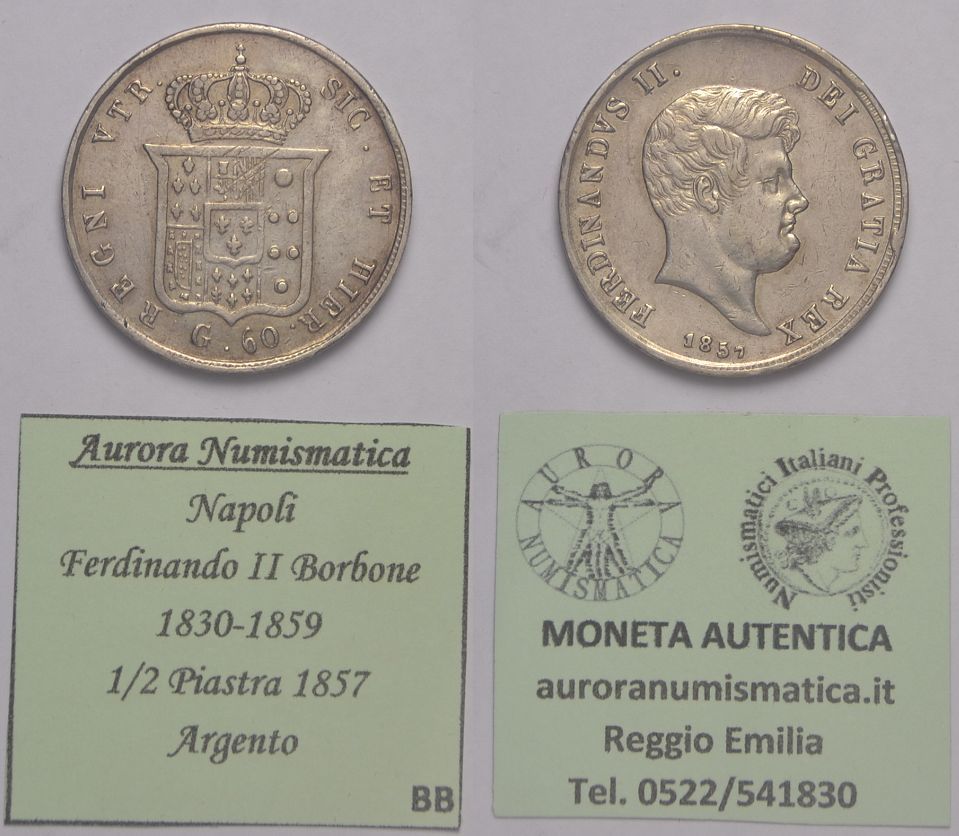 REGNI VTR. SIC. ET HIER.
G. 60
FERDINANDVS II. DEI GRATIA REX
1857
Aurora Numismatica
Napoli
Ferdinando II Borbone
1830-1859
1/2 Piastra 1857
Argento
BB
AURORA NUMISMATICA
Numismatici Italiani Professionisti
MONETA AUTENTICA
auroranumismatica.it
Reggio Emilia
Tel. 0522/541830